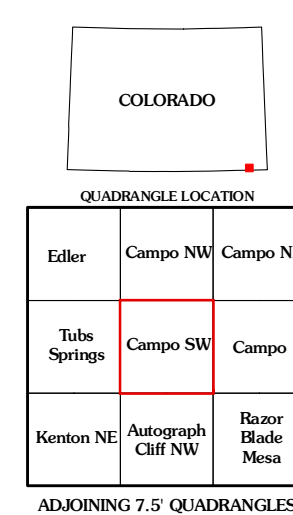 COLORADO
QUADRANGLE LOCATION
Edler
Campo NW
Campo N
Tubs
Springs
Campo SW
Campo
Kenton NE
Autograph
Cliff NW
Razor
Blade
Mesa
ADJOINING 7.5' QUADRANGLES